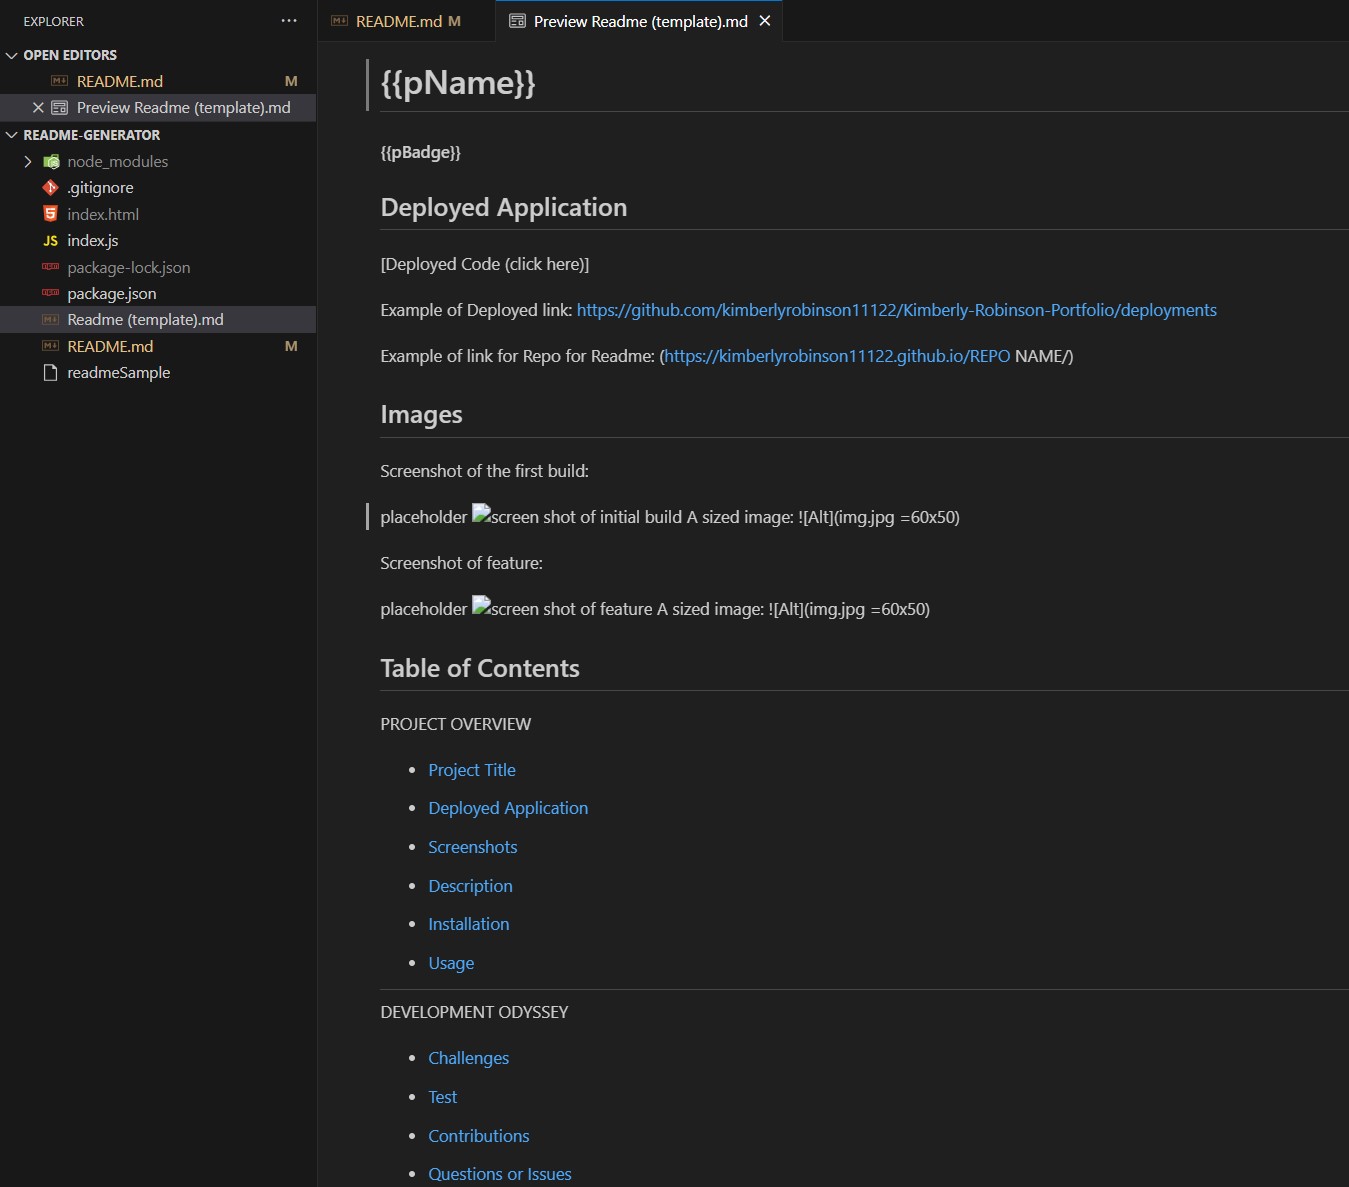 EXPLORER
OPEN EDITORS
README.md M
Preview Readme (template).md
README-GENERATOR
node_modules
.gitignore
index.html
JS index.js
package-lock.json
package.json
Readme (template).md
README.md M
readmeSample
README.md M
Preview Readme (template).md
{{pName}}
{{pBadge}}
Deployed Application
[Deployed Code (click here)]
Example of Deployed link: https://github.com/kimberlyrobinson11122/Kimberly-Robinson-Portfolio/deployments
Example of link for Repo for Readme: (https://kimberlyrobinson11122.github.io/REPO NAME/)
Images
Screenshot of the first build:
placeholder screen shot of initial build A sized image: ![Alt](img.jpg =60x50)
Screenshot of feature:
placeholder screen shot of feature A sized image: ![Alt](img.jpg =60x50)
Table of Contents
PROJECT OVERVIEW
• Project Title
• Deployed Application
• Screenshots
• Description
• Installation
• Usage
DEVELOPMENT ODYSSEY
• Challenges
• Test
• Contributions
• Questions or Issues